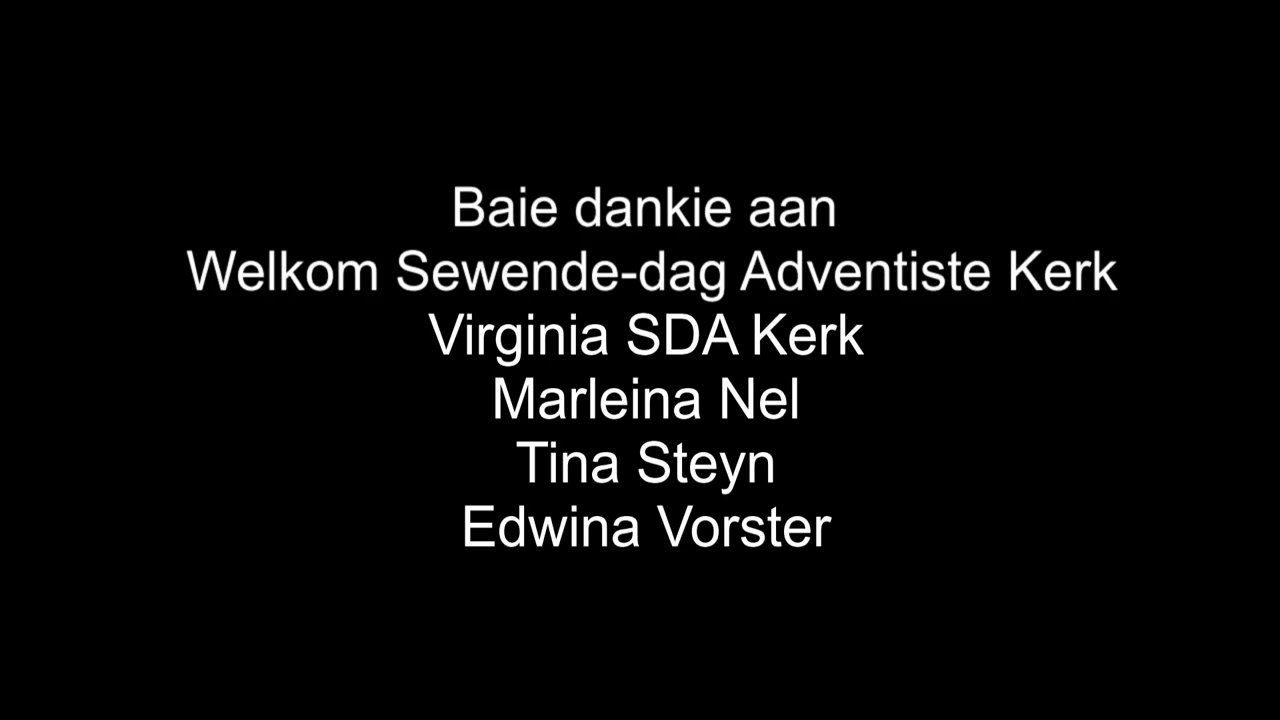 Baie dankie aan
Welkom Sewende-dag Adventiste Kerk
Virginia SDA Kerk
Marleina Nel
Tina Steyn
Edwina Vorster